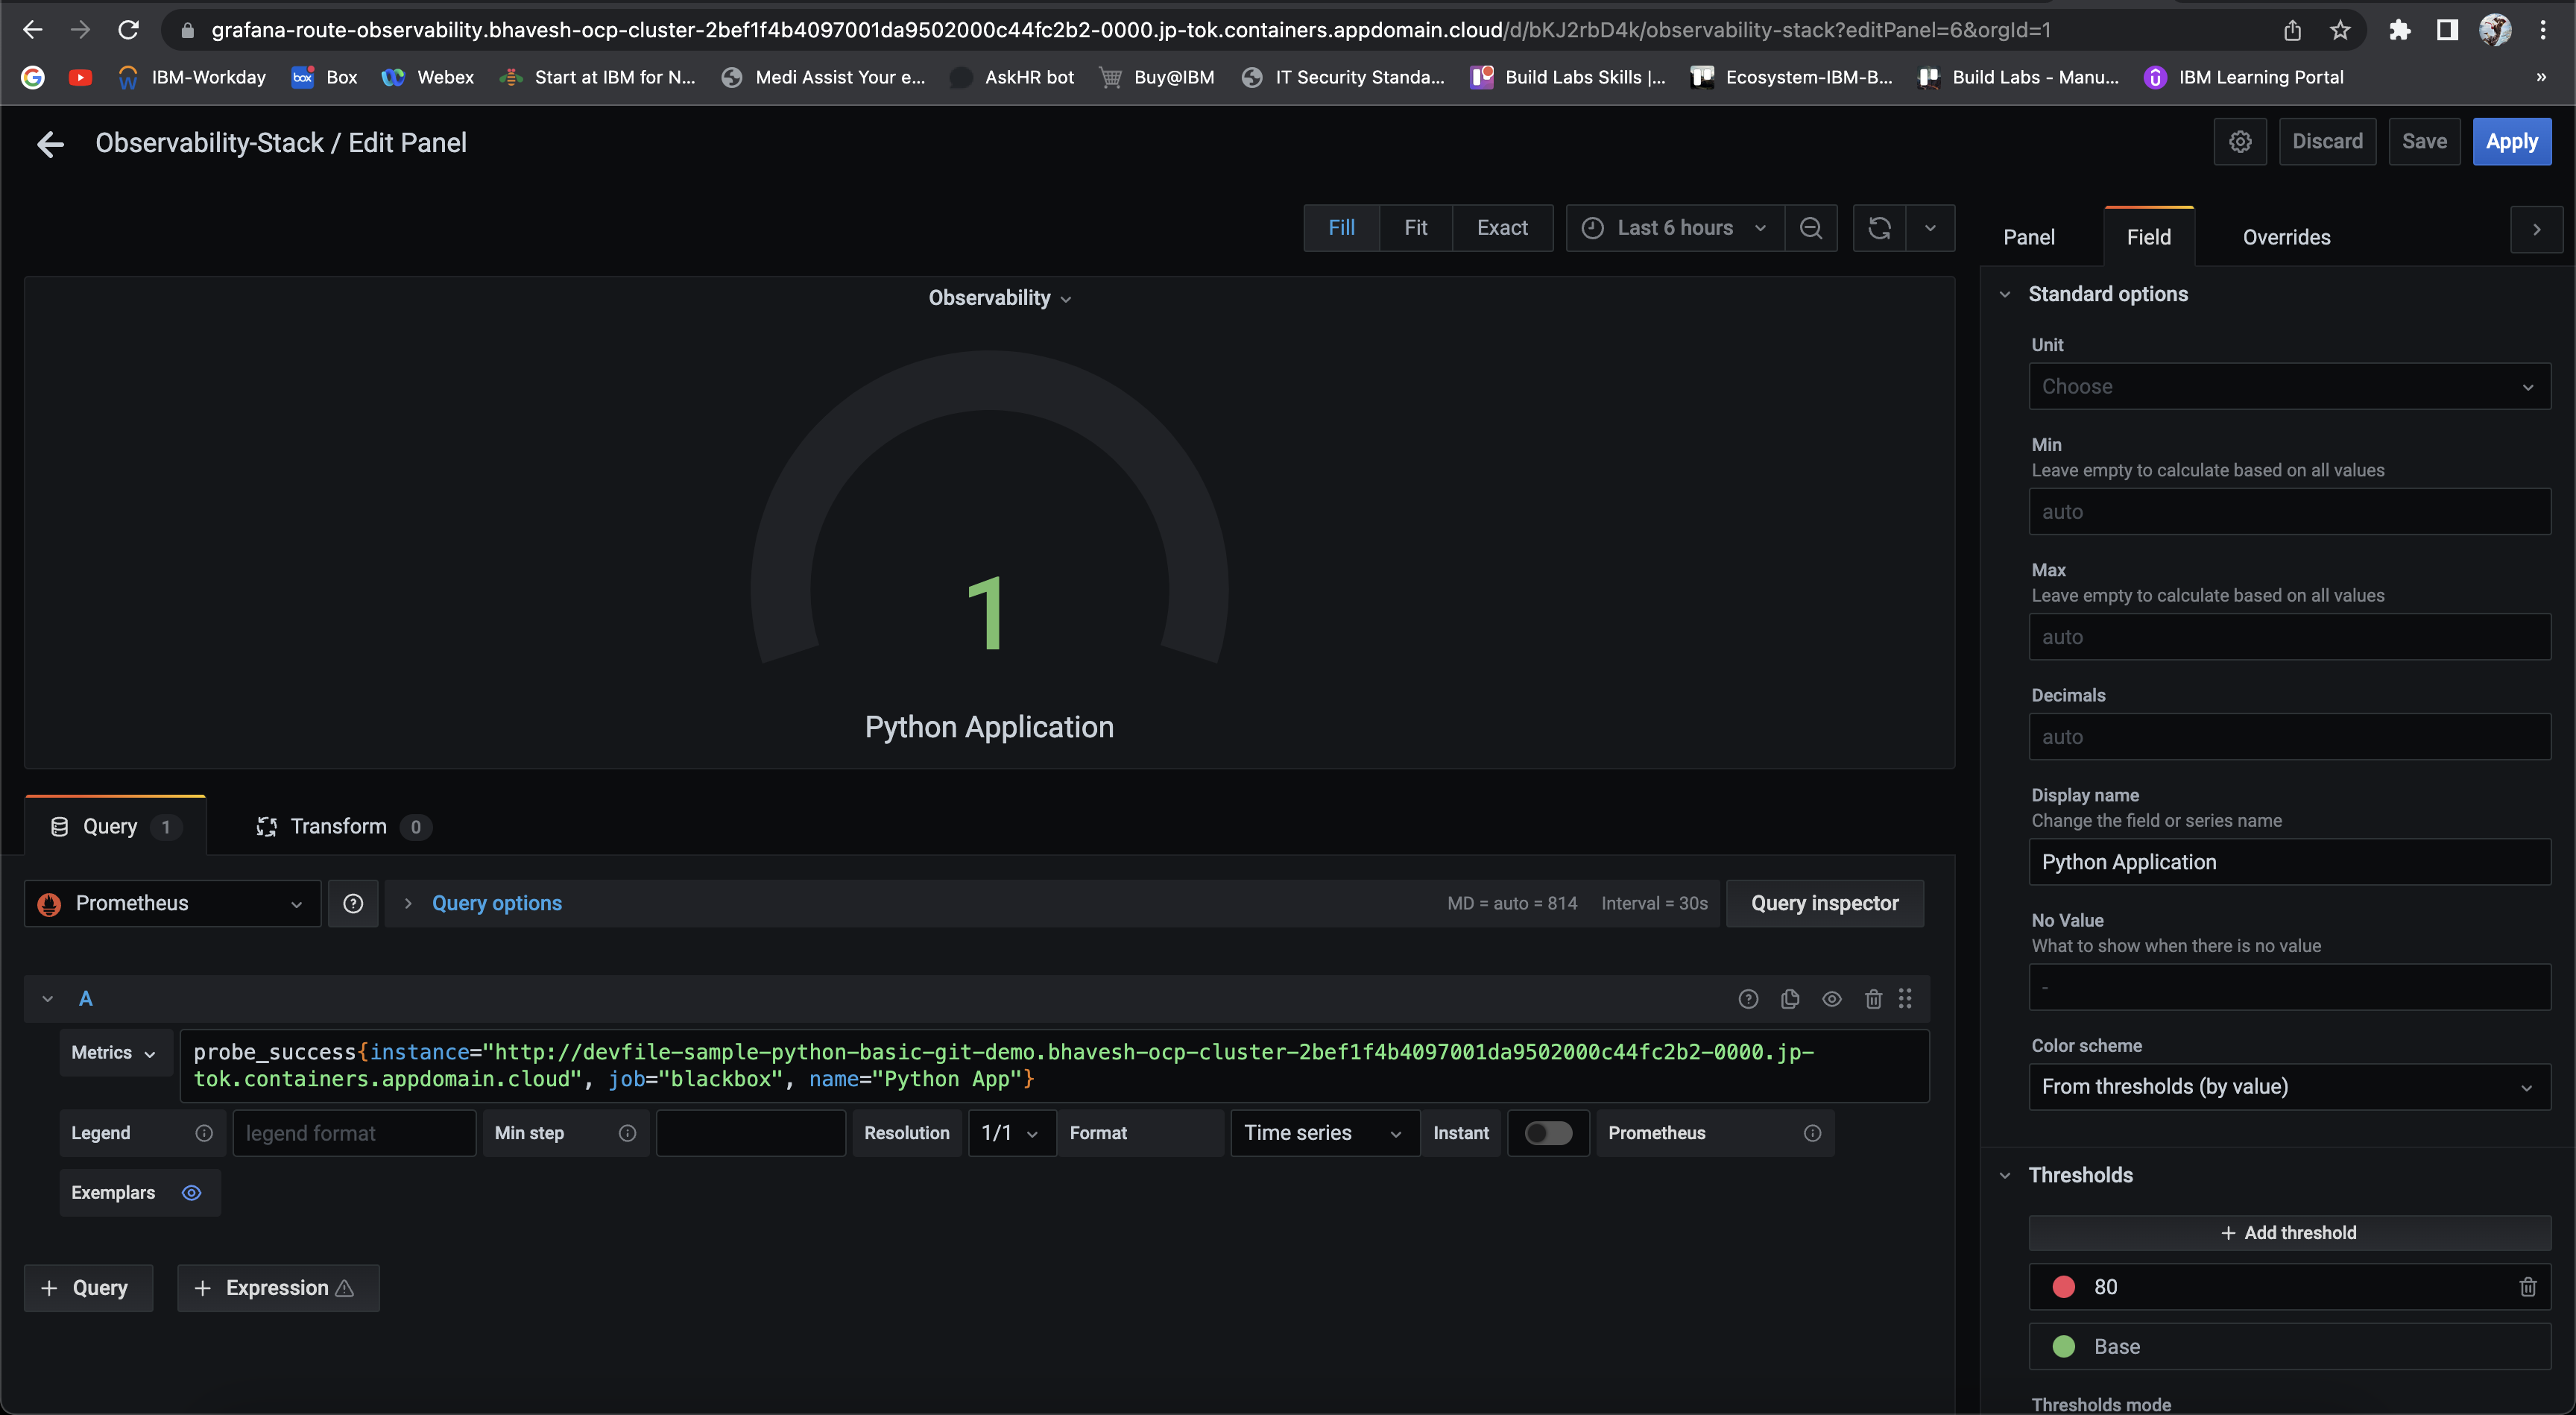 grafana-route-observability.bhavesh-ocp-cluster-2bef1f4b4097001da9502000c44fc2b2-0000.jp-tok.containers.appdomain.cloud/d/bKJ2rbD4k/observability-stack?editPanel=6&orgId=1
IBM-Workday box Box Webex Start at IBM for N... Medi Assist Your e... AskHR bot Buy@IBM IT Security Standa... Build Labs Skills |... Ecosystem-IBM-B... Build Labs - Manu... IBM Learning Portal »
Observability-Stack / Edit Panel
Discard Save Apply
Fill Fit Exact Last 6 hours
Panel Field Overrides
Observability
1
Python Application
Query 1 Transform 0
Prometheus Query options MD = auto = 814 Interval = 30s Query inspector
A
Metrics probe_success{instance="http://devfile-sample-python-basic-git-demo.bhavesh-ocp-cluster-2bef1f4b4097001da9502000c44fc2b2-0000.jp-
tok.containers.appdomain.cloud", job="blackbox", name="Python App"}
Legend legend format Min step Resolution 1/1 Format Time series Instant Prometheus
Exemplars
+ Query + Expression
Standard options
Unit
Choose
Min
Leave empty to calculate based on all values
auto
Max
Leave empty to calculate based on all values
auto
Decimals
auto
Display name
Change the field or series name
Python Application
No Value
What to show when there is no value
-
Color scheme
From thresholds (by value)
Thresholds
+ Add threshold
80
Base
Thresholds mode